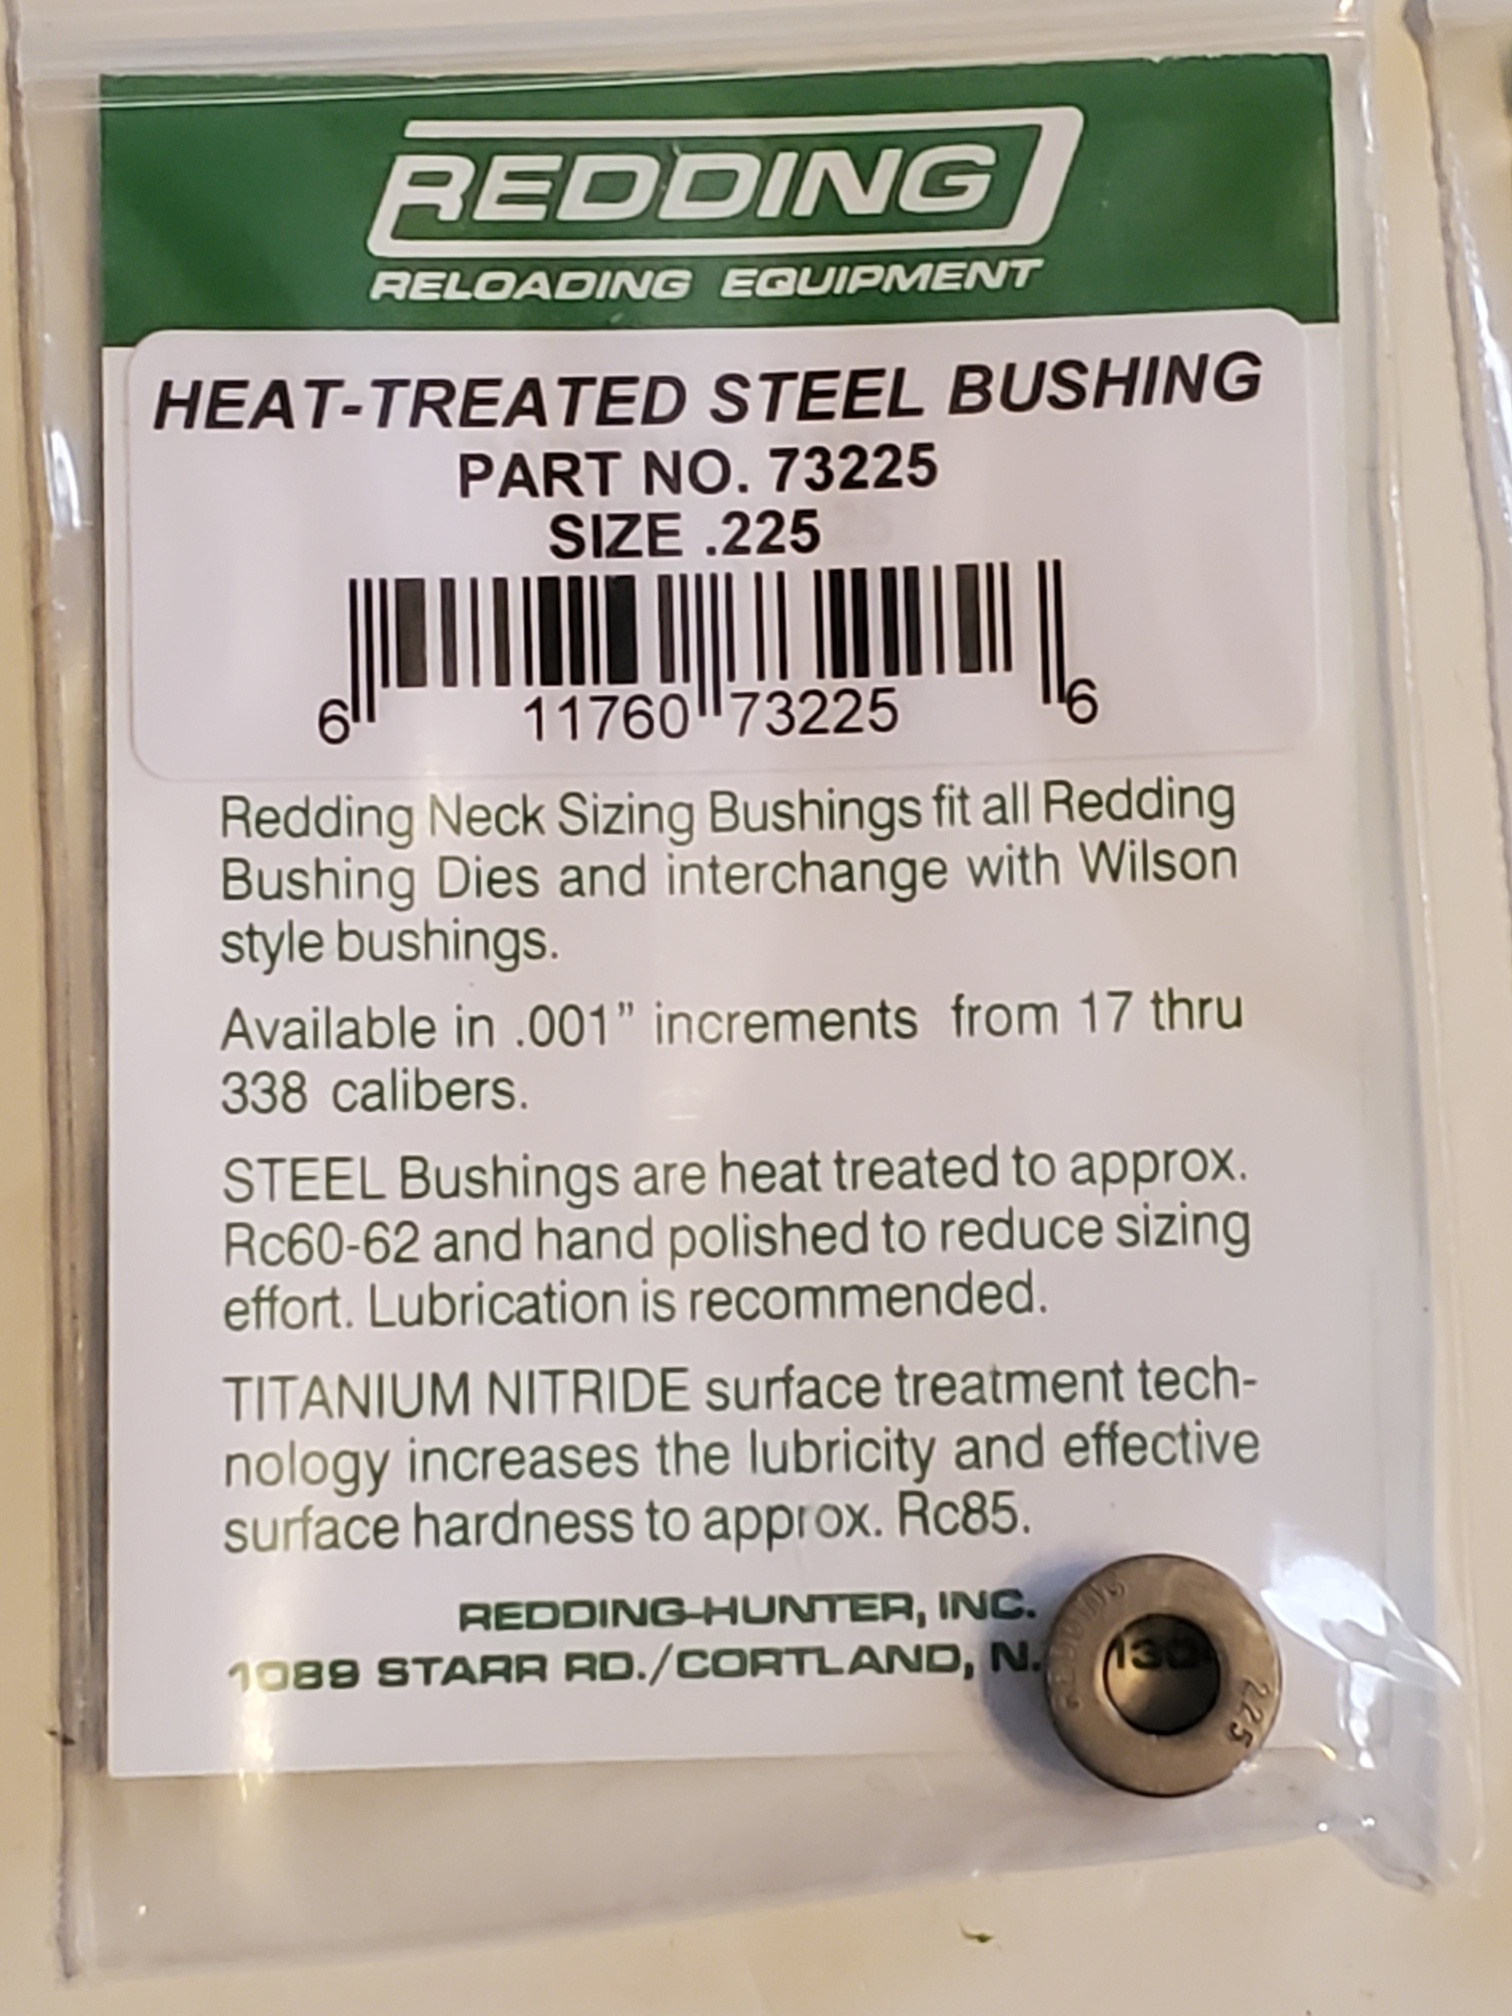 REDDING
RELOADING EQUIPMENT
HEAT-TREATED STEEL BUSHING
PART NO. 73225
SIZE .225
6 11760 73225 6
Redding Neck Sizing Bushings fit all Redding
Bushing Dies and interchange with Wilson
style bushings.
Available in .001” increments from 17 thru
338 calibers.
STEEL Bushings are heat treated to approx.
Rc60-62 and hand polished to reduce sizing
effort. Lubrication is recommended.
TITANIUM NITRIDE surface treatment tech-
nology increases the lubricity and effective
surface hardness to approx. Rc85.
REDDING-HUNTER, INC.
1089 STARR RD./CORTLAND, N. 130
REDDING
225